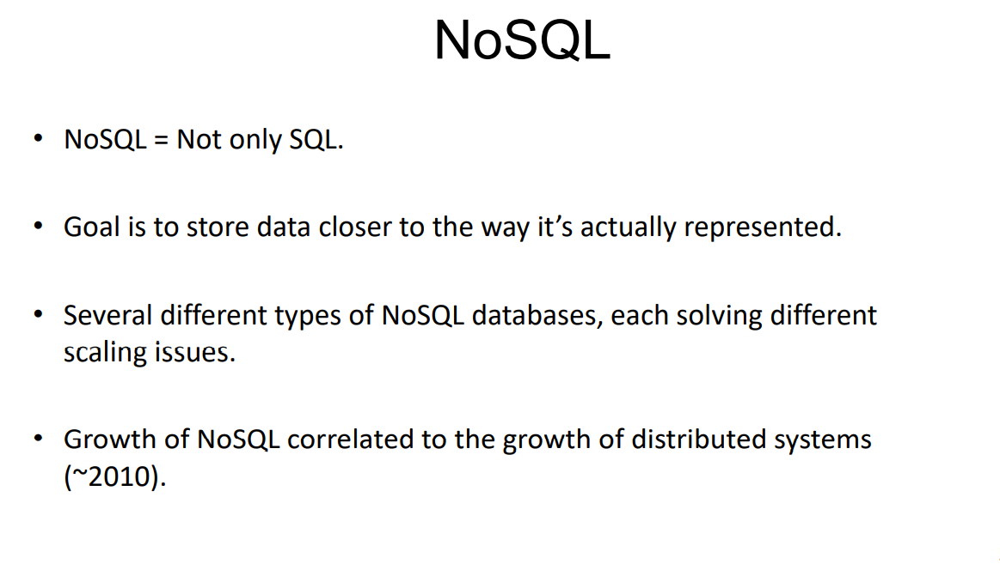 NoSQL
• NoSQL = Not only SQL.
• Goal is to store data closer to the way it’s actually represented.
• Several different types of NoSQL databases, each solving different
scaling issues.
• Growth of NoSQL correlated to the growth of distributed systems
(~2010).